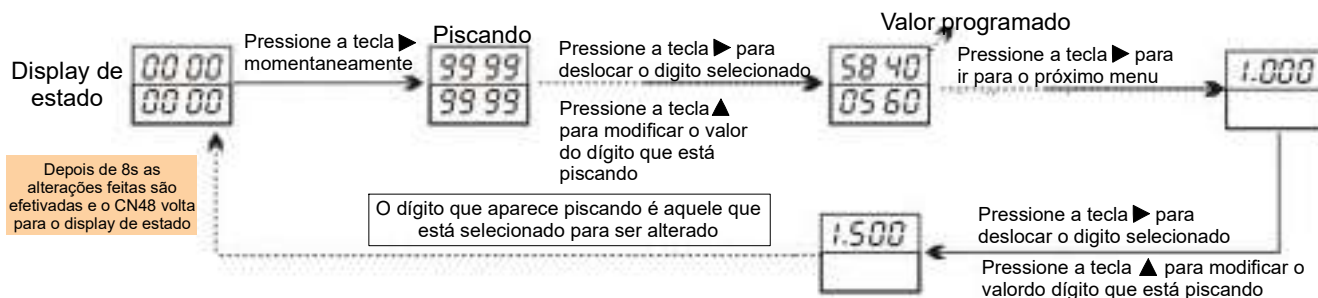 Display de
estado
00 00
00 00
Pressione a tecla ▶
momentaneamente
Piscando
99 99
99 99
Pressione a tecla ▶ para
deslocar o digito selecionado
Pressione a tecla ▲
para modificar o valor
do dígito que está
piscando
Valor programado
58 40
05 60
Pressione a tecla ▶ para
ir para o próximo menu
1.000
Pressione a tecla ▶ para
deslocar o digito selecionado
Pressione a tecla ▲ para modificar o
valordo dígito que está piscando
1.500
O dígito que aparece piscando é aquele que
está selecionado para ser alterado
Depois de 8s as
alterações feitas são
efetivadas e o CN48 volta
para o display de estado